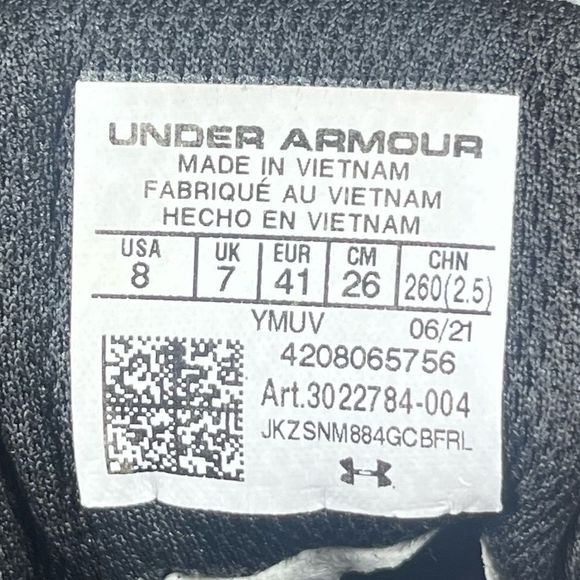 UNDER ARMOUR
MADE IN VIETNAM
FABRIQUÉ AU VIETNAM
HECHO EN VIETNAM
USA UK EUR CM CHN
8 7 41 26 260(2.5)
YMUV 06/21
4208065756
Art.3022784-004
JKZSNM884GCBFRL